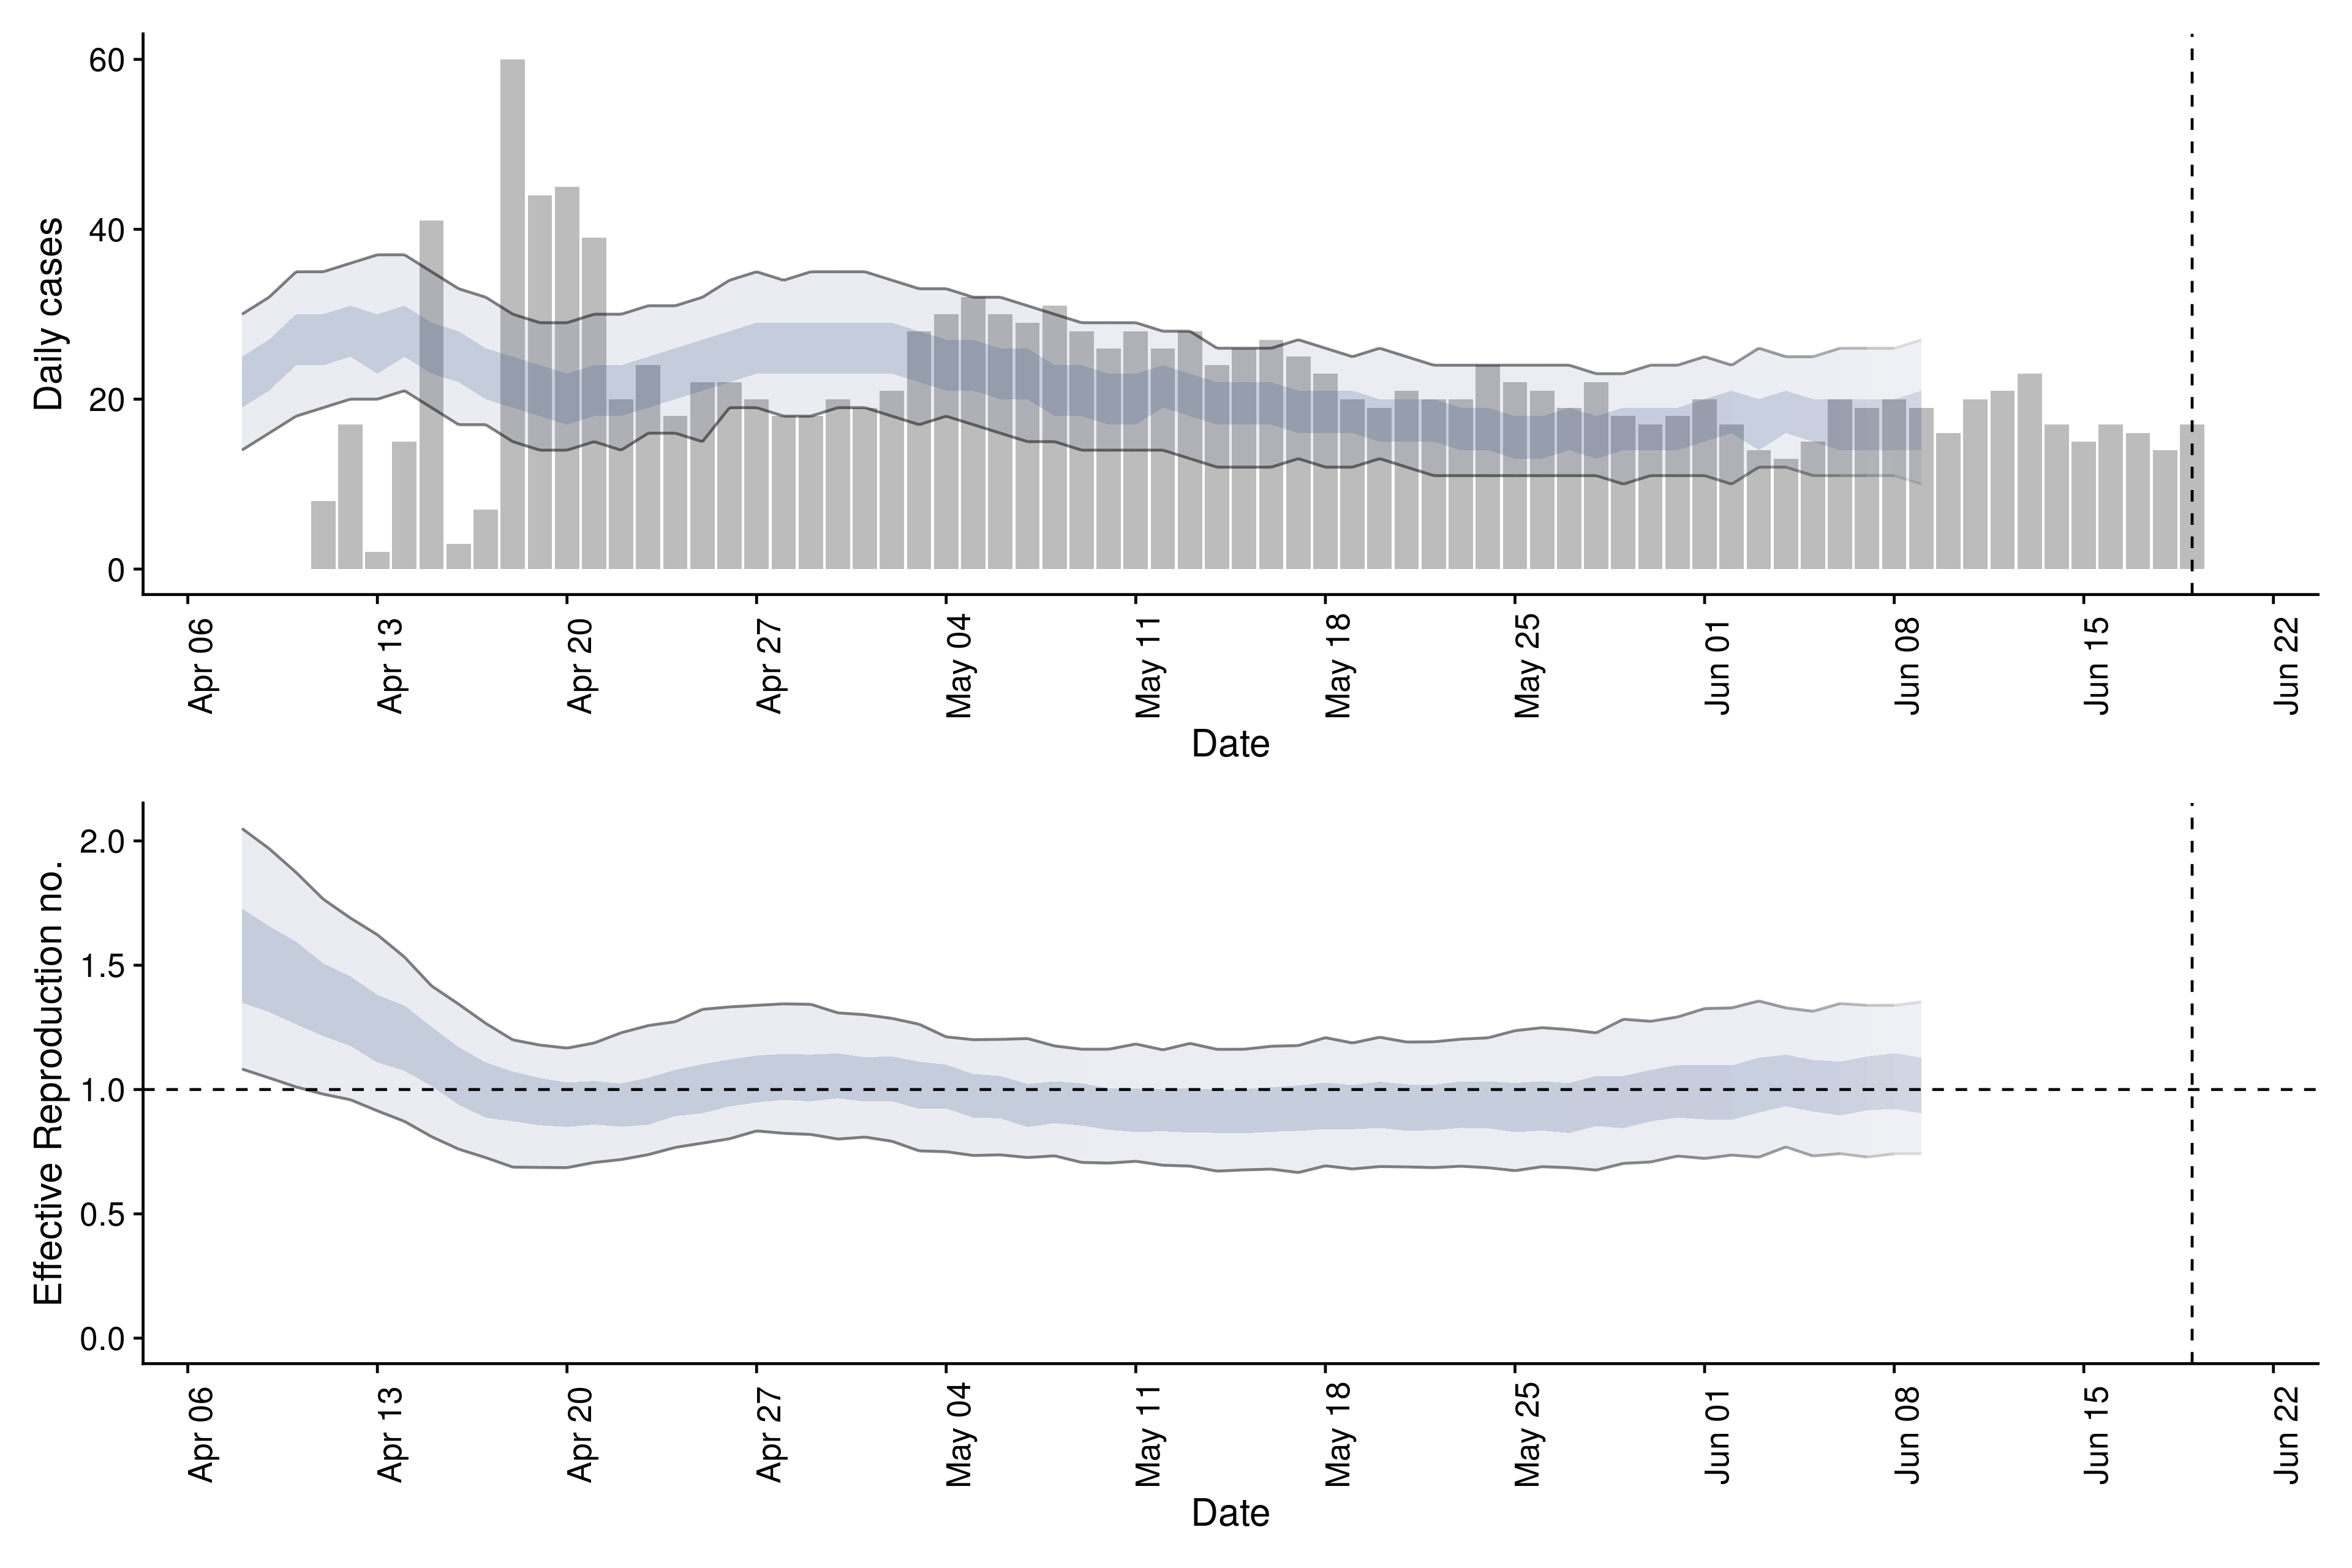 Daily cases
60
40
20
0
Apr 06
Apr 13
Apr 20
Apr 27
May 04
May 11
May 18
May 25
Jun 01
Jun 08
Jun 15
Jun 22
Date
Effective Reproduction no.
2.0
1.5
1.0
0.5
0.0
Apr 06
Apr 13
Apr 20
Apr 27
May 04
May 11
May 18
May 25
Jun 01
Jun 08
Jun 15
Jun 22
Date